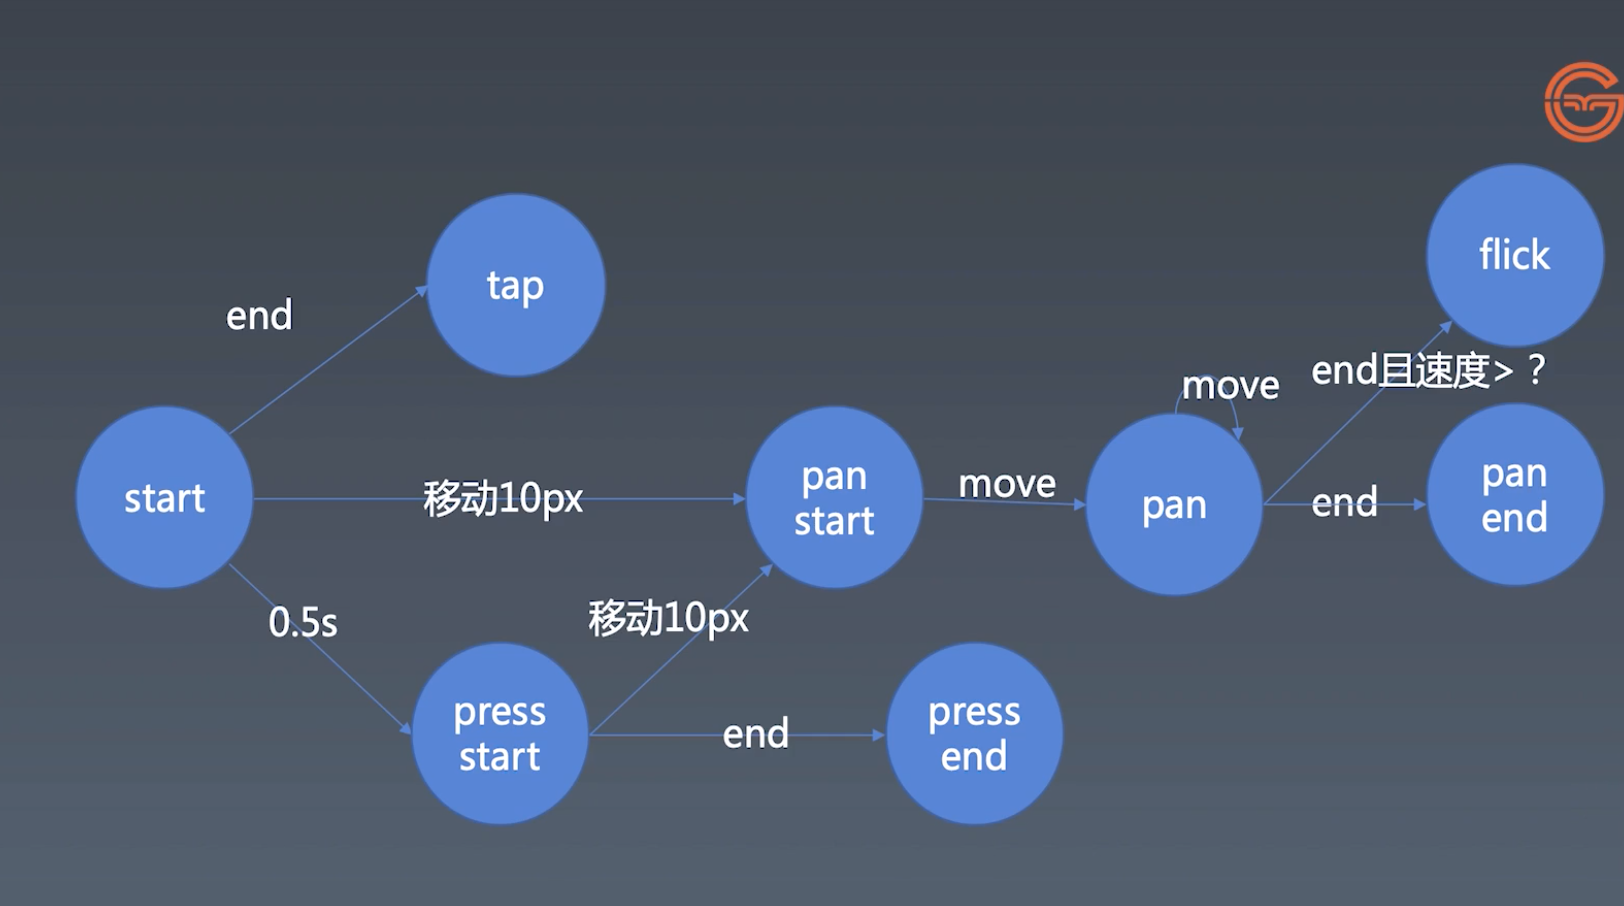 flick
tap
end
end且速度>？
move
pan
start
move
pan
end
pan
end
start
移动10px
0.5s
移动10px
press
start
end
press
end